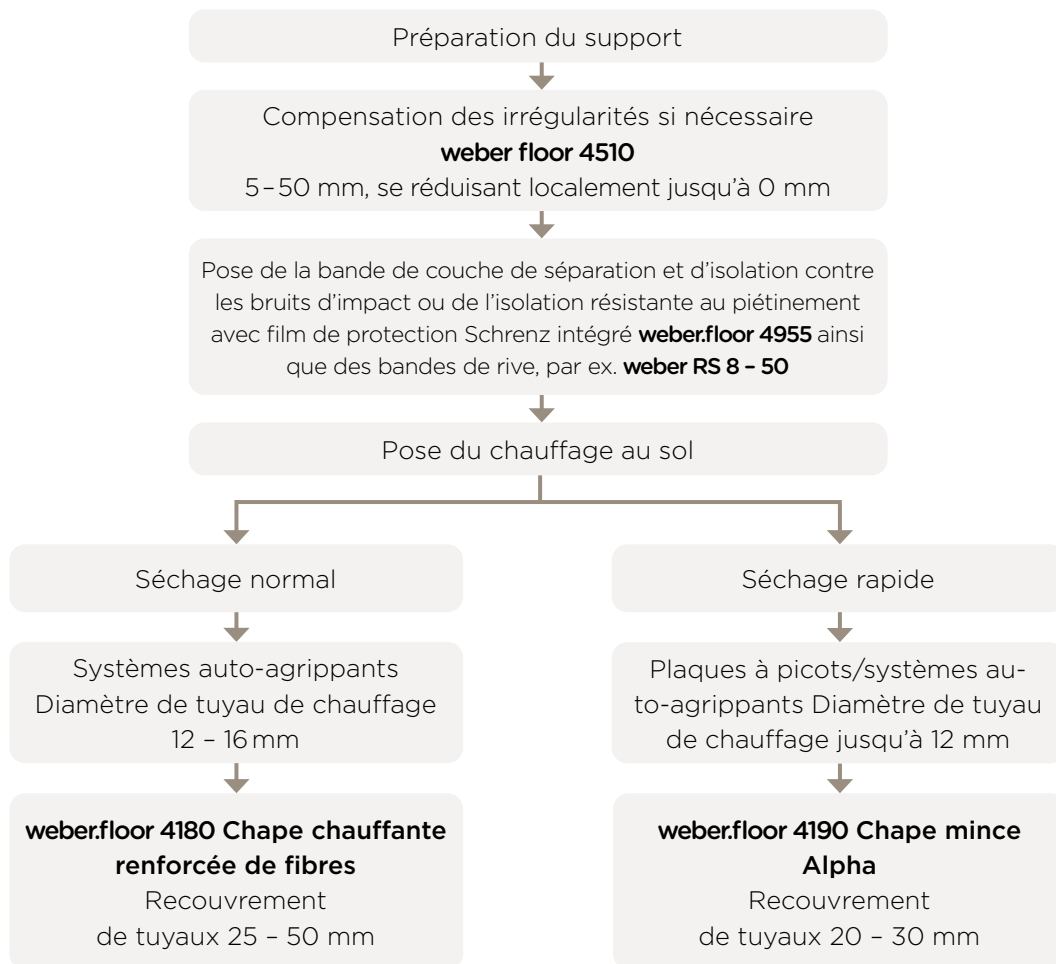 Préparation du support
Compensation des irrégularités si nécessaire
weber floor 4510
5–50 mm, se réduisant localement jusqu'à 0 mm
Pose de la bande de couche de séparation et d'isolation contre
les bruits d'impact ou de l'isolation résistante au piétinement
avec film de protection Schrenz intégré weber.floor 4955 ainsi
que des bandes de rive, par ex. weber RS 8 – 50
Pose du chauffage au sol
Séchage normal
Systèmes auto-agrippants
Diamètre de tuyau de chauffage
12 – 16 mm
weber.floor 4180 Chape chauffante
renforcée de fibres
Recouvrement
de tuyaux 25 – 50 mm
Séchage rapide
Plaques à picots/systèmes au-
to-agrippants Diamètre de tuyau
de chauffage jusqu'à 12 mm
weber.floor 4190 Chape mince
Alpha
Recouvrement
de tuyaux 20 – 30 mm